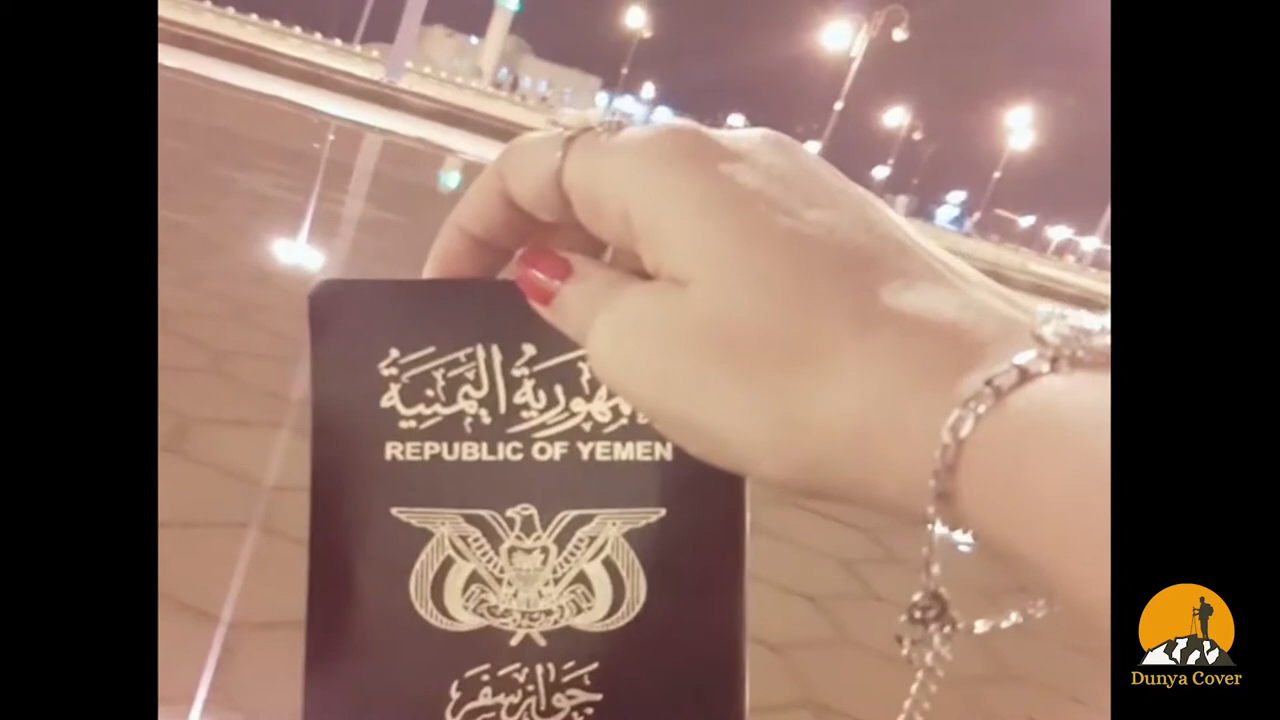 اليمنية
REPUBLIC OF YEMEN
جواز سفر
Dunya Cover